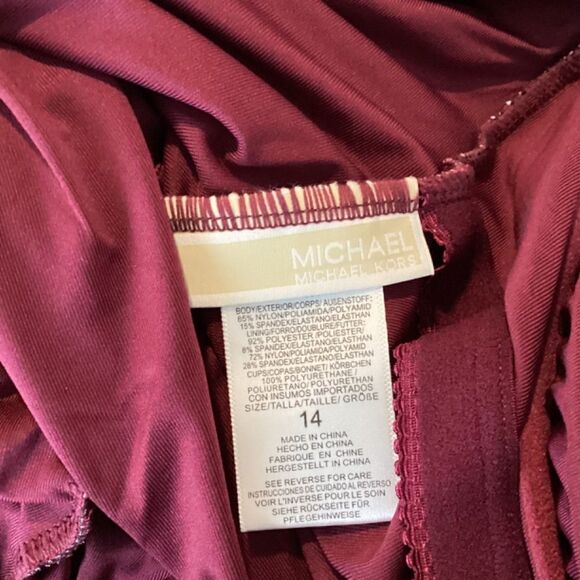 MICHAEL
MICHAEL KORS
BODY/EXTERIOR/CORPS/ AUßENSTOFF:
85% NYLON/POLIAMIDA/POLYAMID
15% SPANDEX/ELASTANO/ELASTHAN
LINING/FORRO/DOUBLURE/FUTTER:
92% POLYESTER /POLIESTER/
8% SPANDEX/ELASTANO/ELASTHAN
72% NYLON/POLIAMIDA/POLYAMID
28% SPANDEX/ELASTANO/ELASTHAN
CUPS/COPAS/BONNET/ KÖRBCHEN
100% POLYURETHANE /
POLIURETANO/ POLYURETHAN
CON INSUMOS IMPORTADOS
SIZE/TALLA/TAILLE/ GRÖßE
14
MADE IN CHINA
HECHO EN CHINA
FABRIQUE EN CHINE
HERGESTELLT IN CHINA
SEE REVERSE FOR CARE
INSTRUCCIONES DE CUIDADO AL REVERSO
VOIR L'INVERSE POUR LE SOIN
SIEHE RÜCKSEITE FÜR
PFLEGEHINWEISE